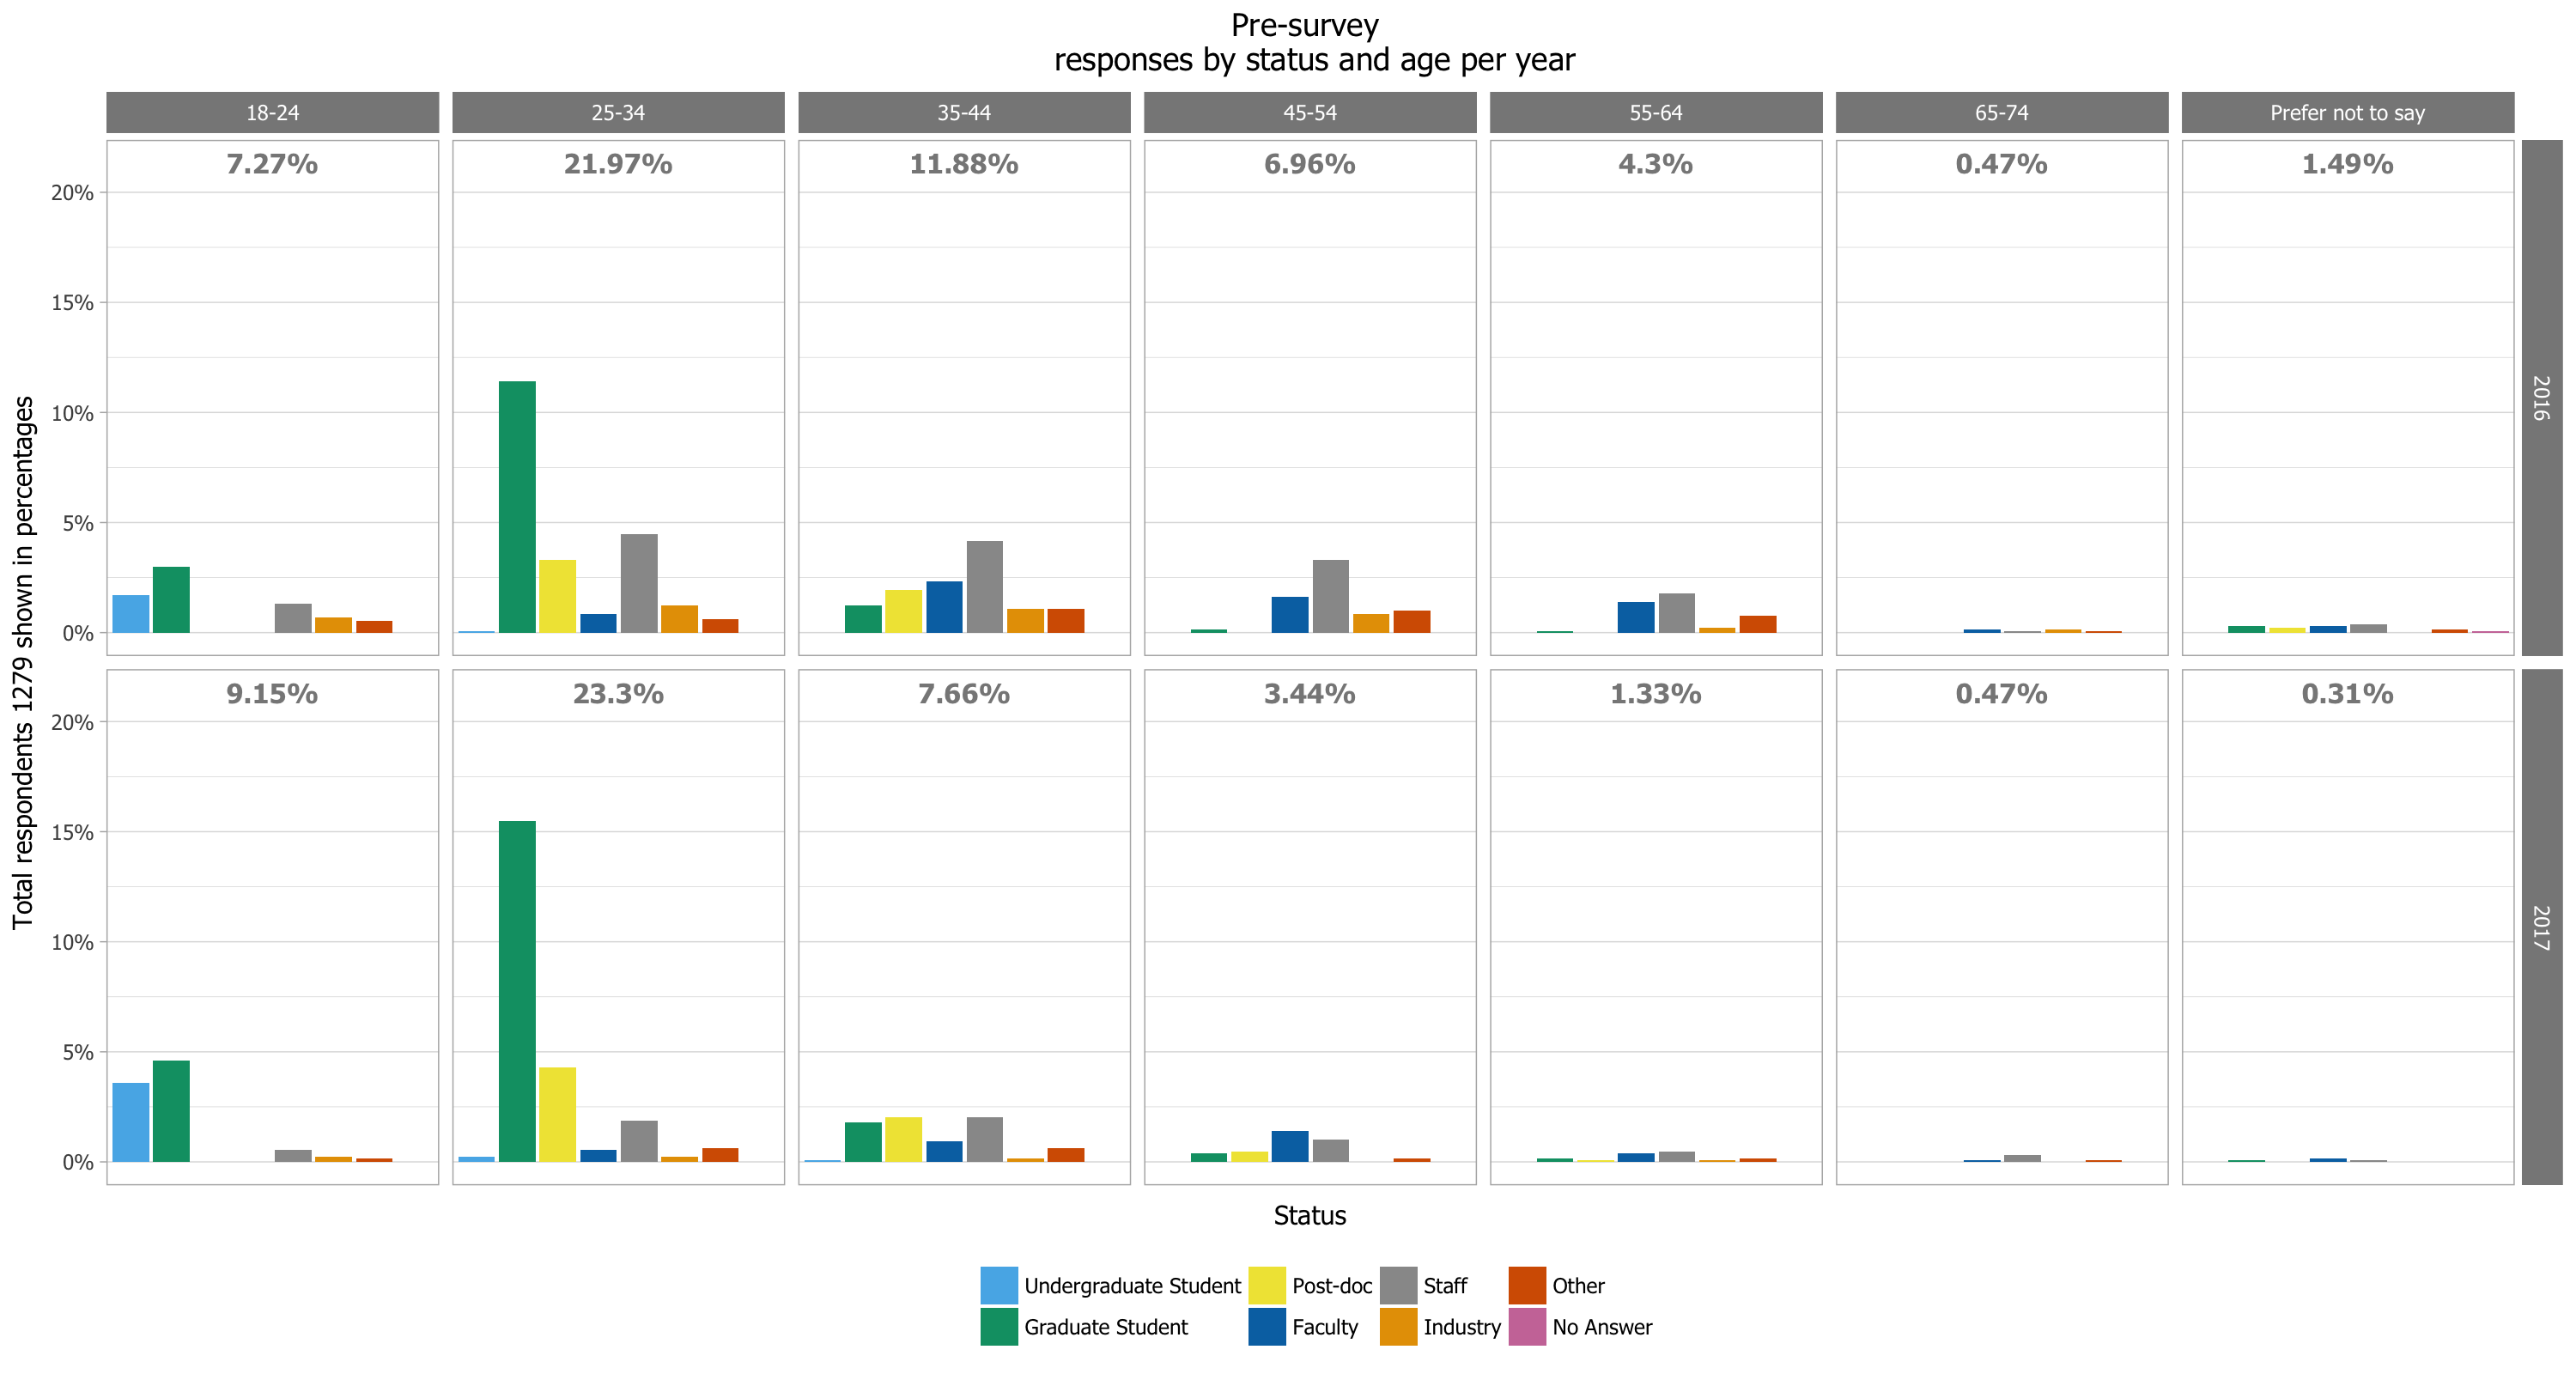 Pre-survey
responses by status and age per year
18-24 25-34 35-44 45-54 55-64 65-74 Prefer not to say
7.27% 21.97% 11.88% 6.96% 4.3% 0.47% 1.49%
20%
15%
10%
5%
0%
2016
Total respondents 1279 shown in percentages
9.15% 23.3% 7.66% 3.44% 1.33% 0.47% 0.31%
20%
15%
10%
5%
0%
2017
Status
Undergraduate Student Post-doc Staff Other
Graduate Student Faculty Industry No Answer